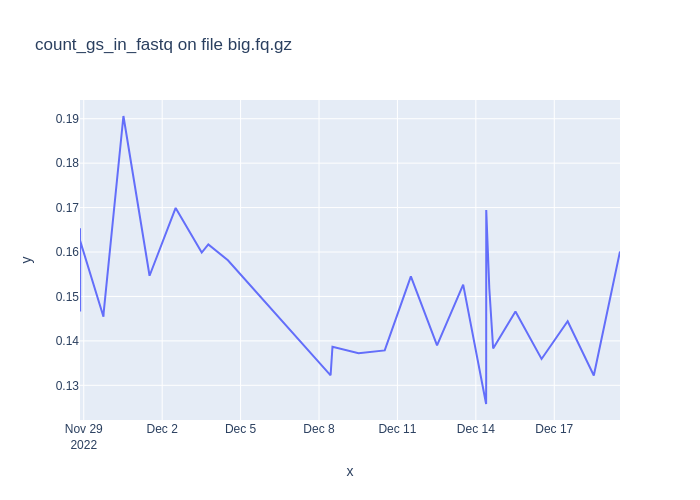 count_gs_in_fastq on file big.fq.gz
0.19
0.18
0.17
0.16
0.15
0.14
0.13
y
Nov 29
2022
Dec 2
Dec 5
Dec 8
Dec 11
Dec 14
Dec 17
x